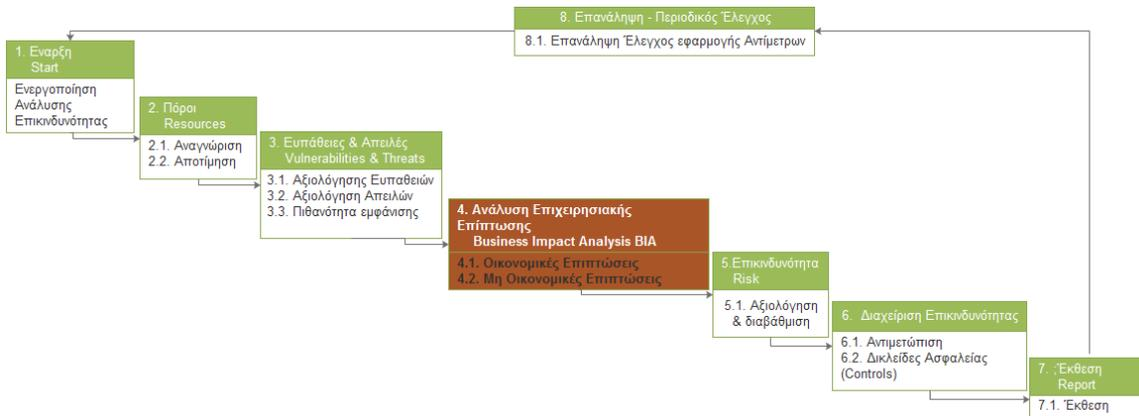 8. Επανάληψη - Περιοδικός Έλεγχος
8.1. Επανάληψη Έλεγχος εφαρμογής Αντίμετρων
1. Εναρξη
Start
Ενεργοποίηση
Ανάλυσης
Επικινδυνότητας
2. Πόροι
Resources
2.1. Αναγνώριση
2.2. Αποτίμηση
3. Ευπάθειες & Απειλές
Vulnerabilities & Threats
3.1. Αξιολόγησης Ευπαθειών
3.2. Αξιολόγηση Απειλών
3.3. Πιθανότητα εμφάνισης
4. Ανάλυση Επιχειρησιακής
Επίπτωσης
Business Impact Analysis BIA
4.1. Οικονομικές Επιπτώσεις
4.2. Μη Οικονομικές Επιπτώσεις
5.Επικινδυνότητα
Risk
5.1. Αξιολόγηση
& διαβάθμιση
6. Διαχείριση Επικινδυνότητας
6.1. Αντιμετώπιση
6.2. Δικλείδες Ασφαλείας
(Controls)
7. ;Έκθεση
Report
7.1. Έκθεση